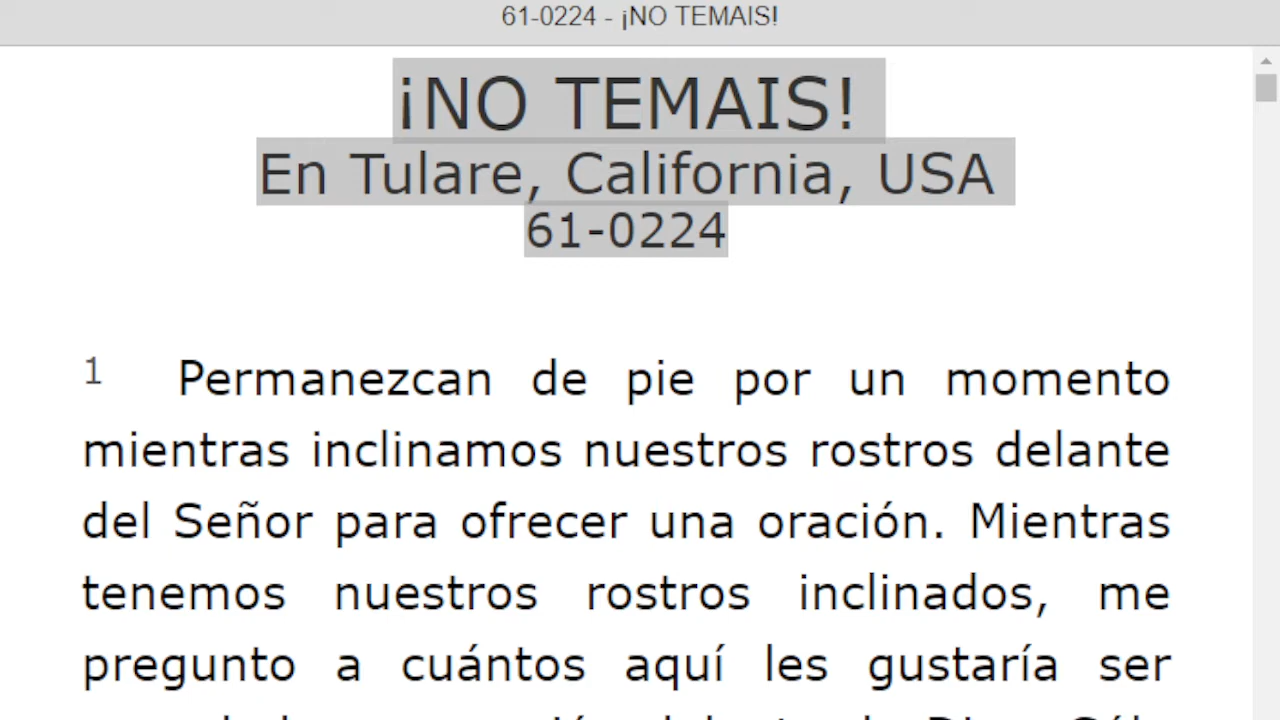 61-0224 - ¡NO TEMAIS!
¡NO TEMAIS!
En Tulare, California, USA
61-0224
1 Permanezcan de pie por un momento
mientras inclinamos nuestros rostros delante
del Señor para ofrecer una oración. Mientras
tenemos nuestros rostros inclinados, me
pregunto a cuántos aquí les gustaría ser